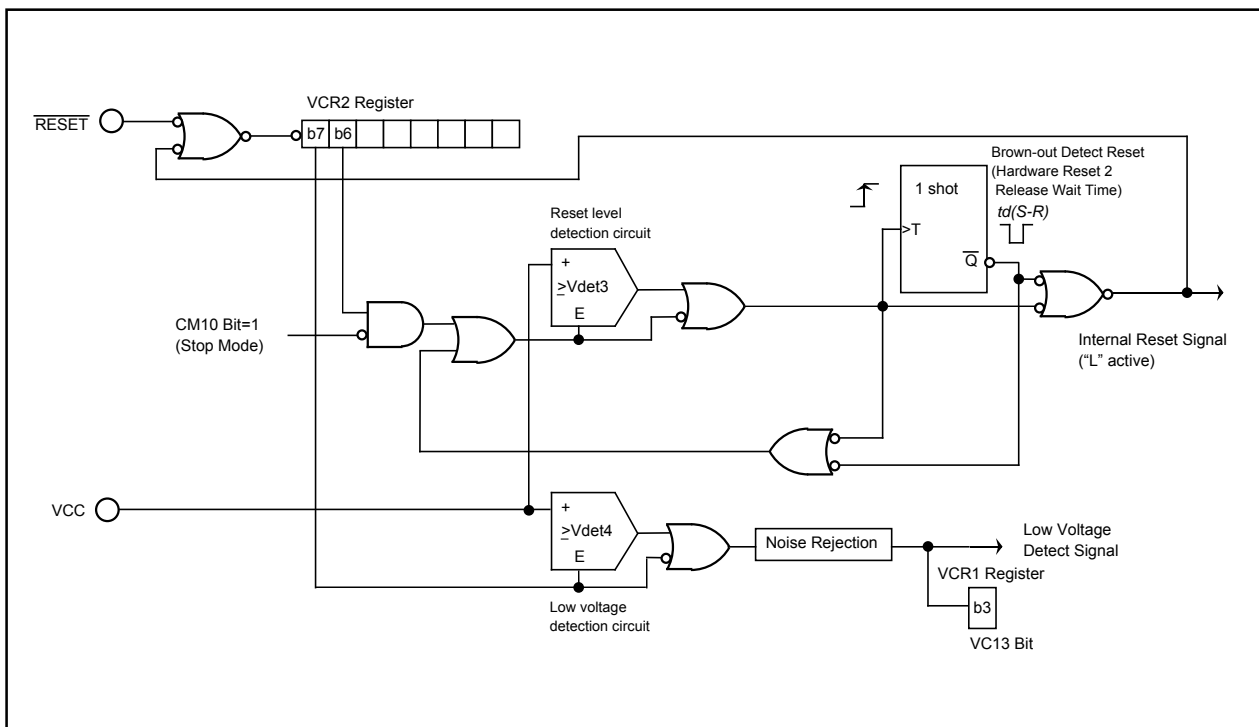 VCR2 Register
RESET
b7 b6
Brown-out Detect Reset
(Hardware Reset 2
Release Wait Time)
td(S-R)
1 shot
>T
Q
Reset level
detection circuit
+
≥Vdet3
E
CM10 Bit=1
(Stop Mode)
Internal Reset Signal
(“L” active)
VCC
+
≥Vdet4
E
Low voltage
detection circuit
Noise Rejection
Low Voltage
Detect Signal
VCR1 Register
b3
VC13 Bit